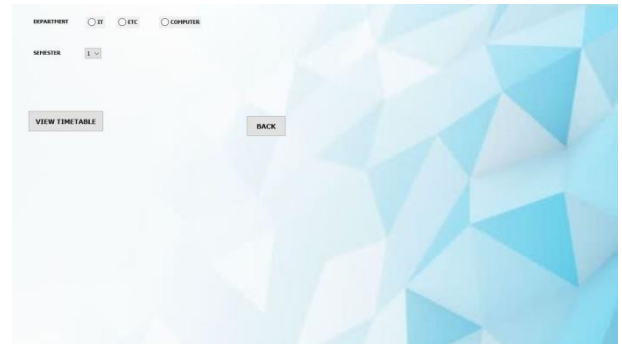 DEPARTMENT IT ETC COMPUTER
SEMESTER 1
VIEW TIMETABLE BACK